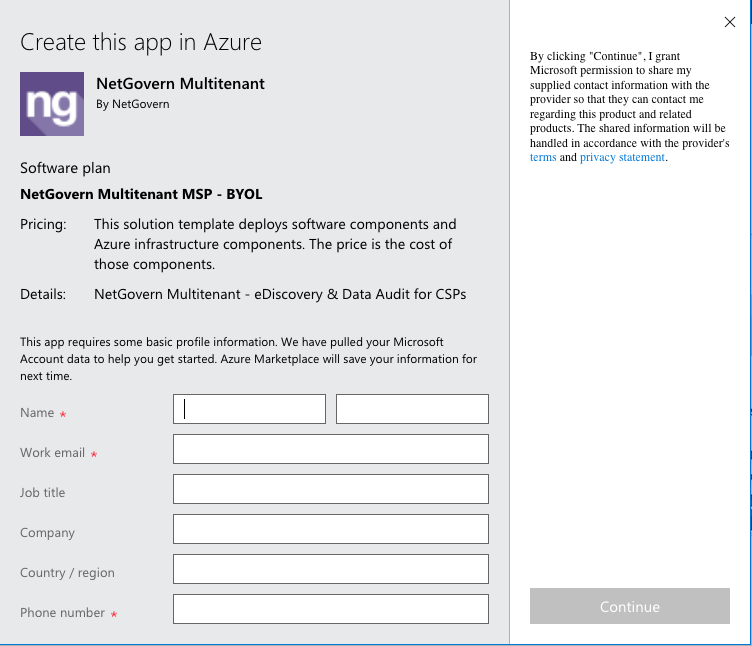 Create this app in Azure
ng
NetGovern Multitenant
By NetGovern
Software plan
NetGovern Multitenant MSP - BYOL
Pricing: This solution template deploys software components and
Azure infrastructure components. The price is the cost of
those components.
Details: NetGovern Multitenant - eDiscovery & Data Audit for CSPs
This app requires some basic profile information. We have pulled your Microsoft
Account data to help you get started. Azure Marketplace will save your information for
next time.
Name *
Work email *
Job title
Company
Country / region
Phone number *
By clicking "Continue", I grant
Microsoft permission to share my
supplied contact information with the
provider so that they can contact me
regarding this product and related
products. The shared information will be
handled in accordance with the provider's
terms and privacy statement.
Continue